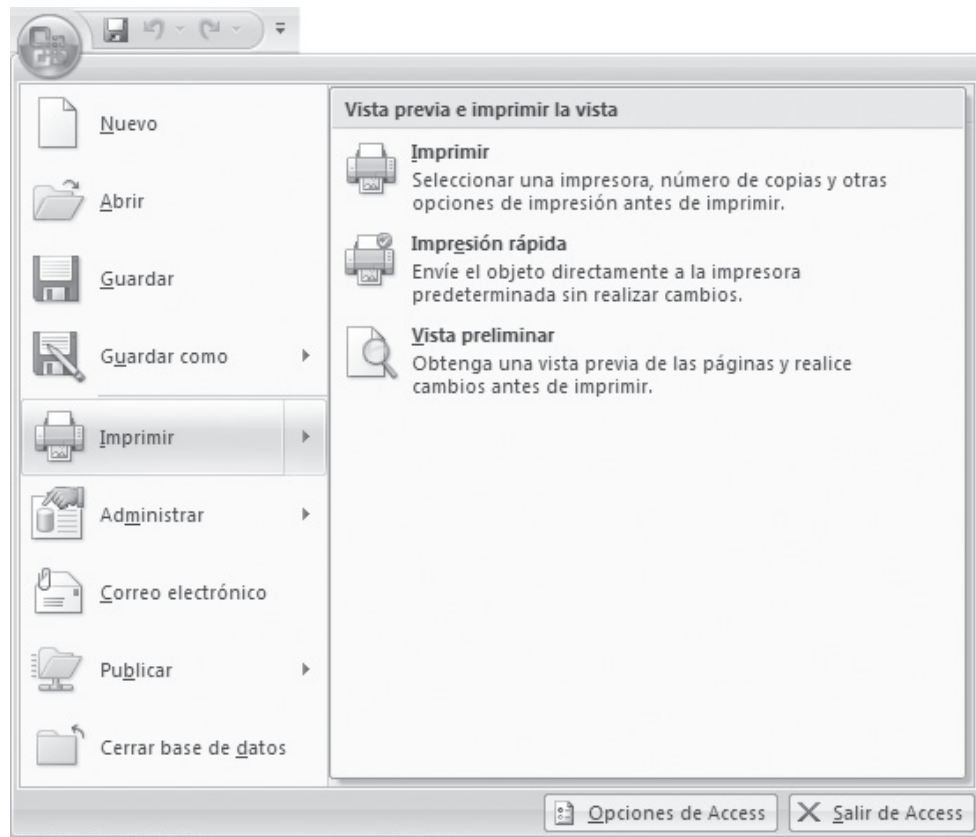 Nuevo
Abrir
Guardar
Guardar como
Imprimir
Administrar
Correo electrónico
Publicar
Cerrar base de datos
Vista previa e imprimir la vista
Imprimir
Seleccionar una impresora, número de copias y otras
opciones de impresión antes de imprimir.
Impresión rápida
Envíe el objeto directamente a la impresora
predeterminada sin realizar cambios.
Vista preliminar
Obtenga una vista previa de las páginas y realice
cambios antes de imprimir.
Opciones de Access
Salir de Access